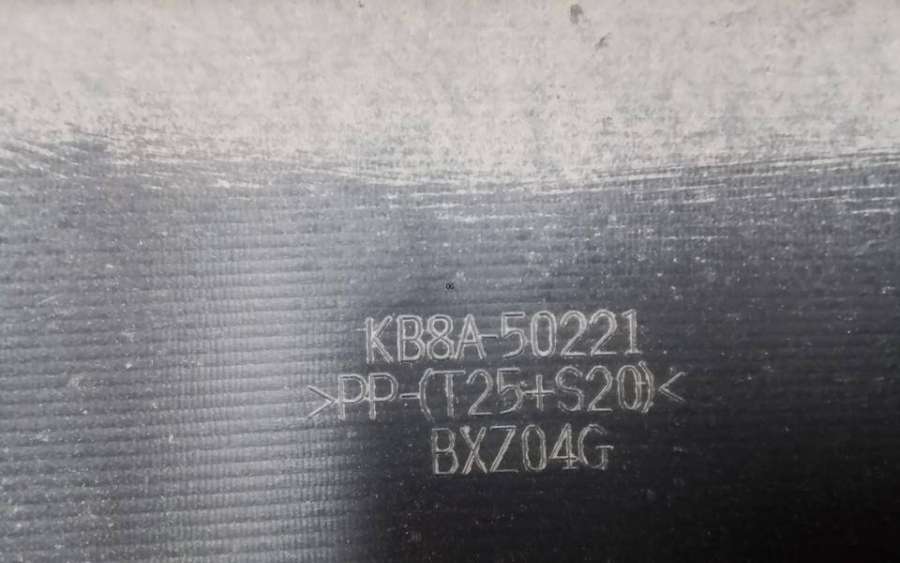 KB8A-50221
>PP-(T25+S20)<
BXZ04G